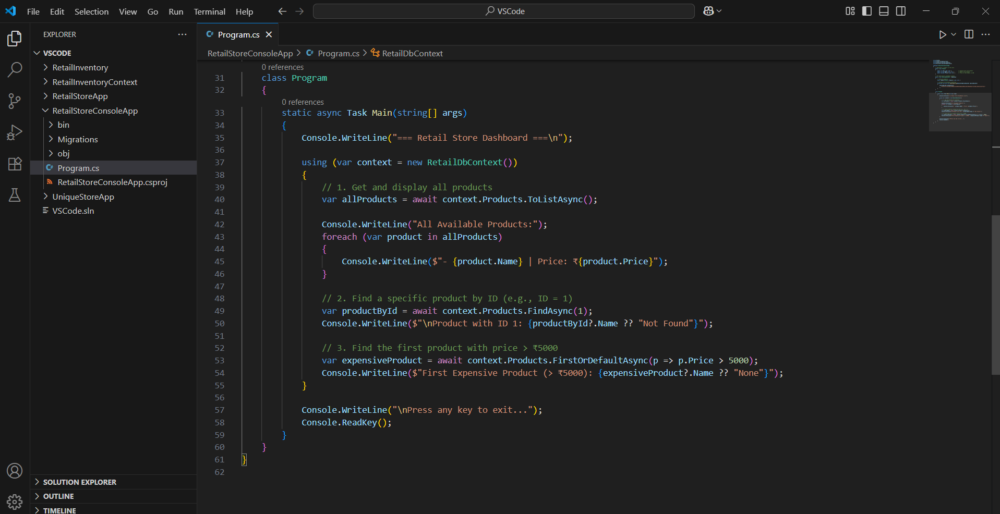 File Edit Selection View Go Run Terminal Help
VSCode
EXPLORER
Program.cs
VSCODE
RetailInventory
RetailInventoryContext
RetailStoreApp
RetailStoreConsoleApp
bin
Migrations
obj
C# Program.cs
RetailStoreConsoleApp.csproj
UniqueStoreApp
VSCode.sln
SOLUTION EXPLORER
OUTLINE
TIMELINE
RetailStoreConsoleApp > C# Program.cs > RetailDbContext
0 references
31 class Program
32 {
0 references
33 static async Task Main(string[] args)
34 {
35 Console.WriteLine("=== Retail Store Dashboard ===\n");
36
37 using (var context = new RetailDbContext())
38 {
39 // 1. Get and display all products
40 var allProducts = await context.Products.ToListAsync();
41
42 Console.WriteLine("All Available Products:");
43 foreach (var product in allProducts)
44 {
45 Console.WriteLine($"- {product.Name} | Price: ₹{product.Price}");
46 }
47
48 // 2. Find a specific product by ID (e.g., ID = 1)
49 var productById = await context.Products.FindAsync(1);
50 Console.WriteLine($"\nProduct with ID 1: {productById?.Name ?? "Not Found"}");
51
52 // 3. Find the first product with price > ₹5000
53 var expensiveProduct = await context.Products.FirstOrDefaultAsync(p => p.Price > 5000);
54 Console.WriteLine($"First Expensive Product (> ₹5000): {expensiveProduct?.Name ?? "None"}");
55 }
56
57 Console.WriteLine("\nPress any key to exit...");
58 Console.ReadKey();
59 }
60 }
61 }
62